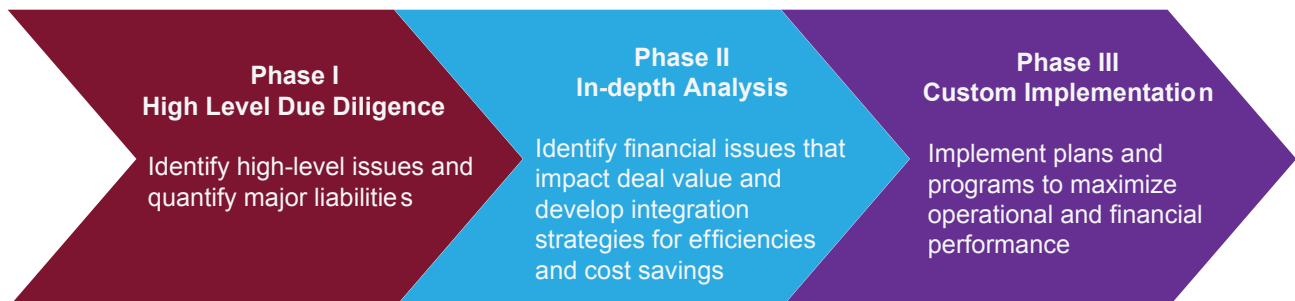 Phase I
High Level Due Diligence
Identify high-level issues and
quantify major liabilities
Phase II
In-depth Analysis
Identify financial issues that
impact deal value and
develop integration
strategies for efficiencies
and cost savings
Phase III
Custom Implementation
Implement plans and
programs to maximize
operational and financial
performance